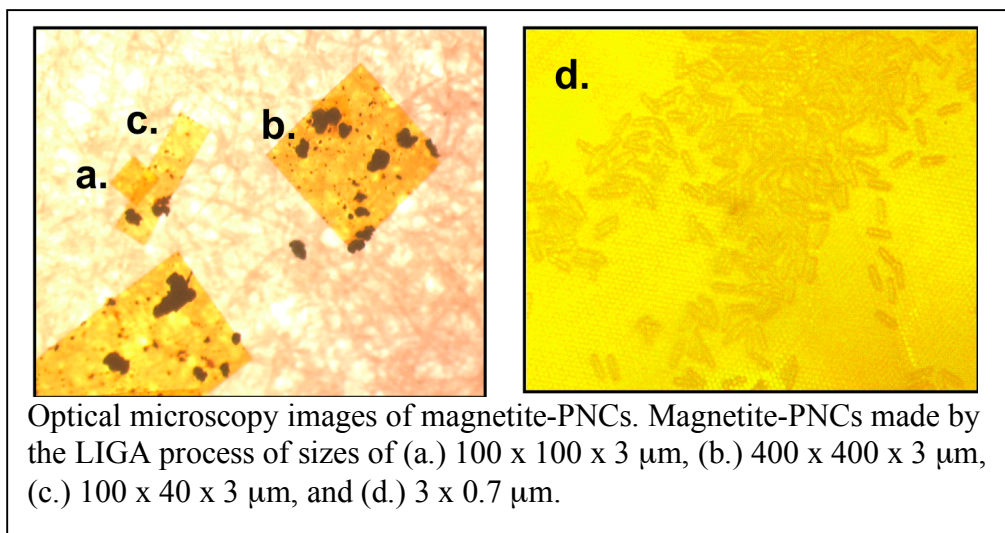 c.
b.
a.
d.
Optical microscopy images of magnetite-PNCs. Magnetite-PNCs made by
the LIGA process of sizes of (a.) 100 x 100 x 3 μm, (b.) 400 x 400 x 3 μm,
(c.) 100 x 40 x 3 μm, and (d.) 3 x 0.7 μm.